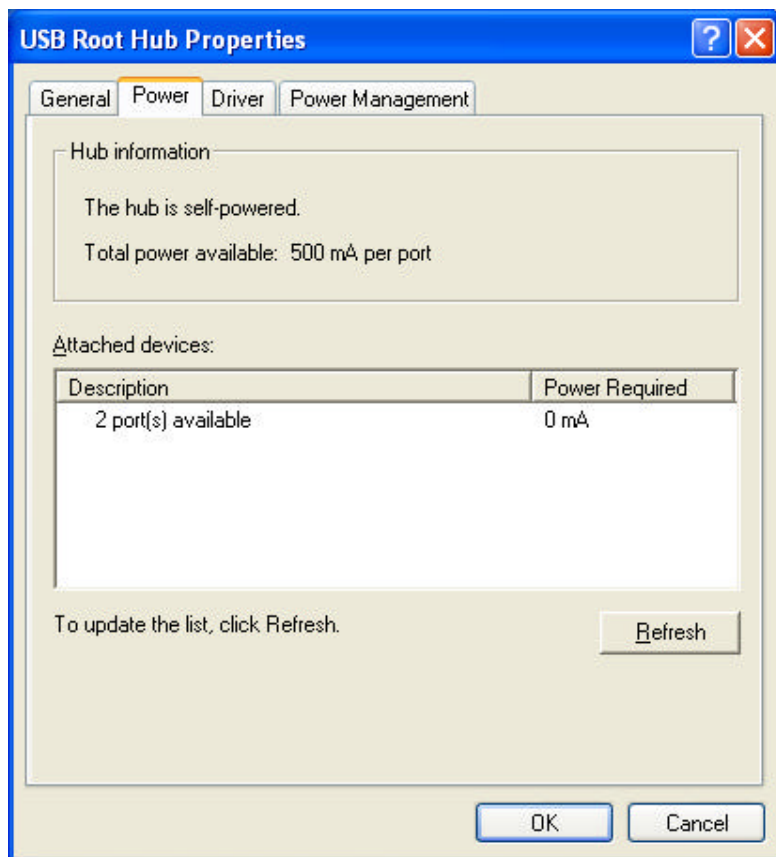 USB Root Hub Properties
General Power Driver Power Management
Hub information
The hub is self-powered.
Total power available: 500 mA per port
Attached devices:
Description Power Required
2 port(s) available 0 mA
To update the list, click Refresh. Refresh
OK Cancel